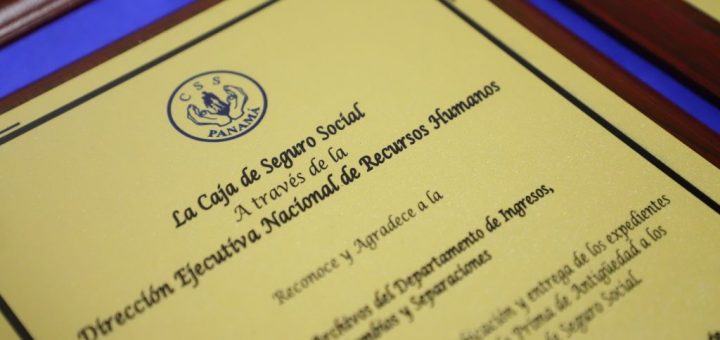 CSS
PANAMÁ
La Caja de Seguro Social
A través de la
Dirección Ejecutiva Nacional de Recursos Humanos
Reconoce y Agradece a la
Archivos del Departamento de Ingresos,
y Separaciones
y entrega de los expedientes
Prima de Antigüedad a los
de Seguro Social.